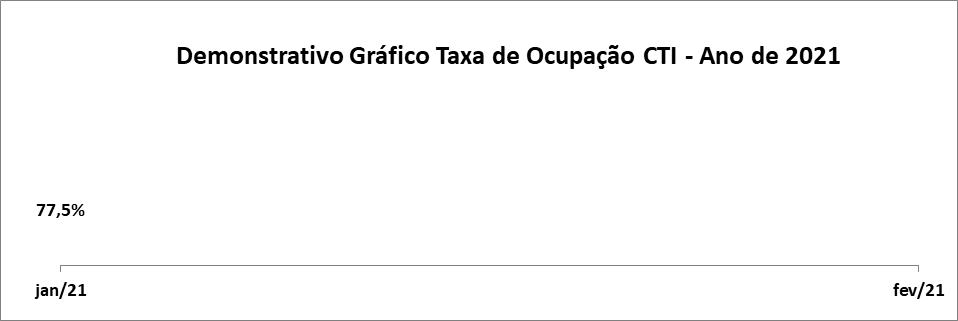 Demonstrativo Gráfico Taxa de Ocupação CTI - Ano de 2021
77,5%
jan/21 fev/21